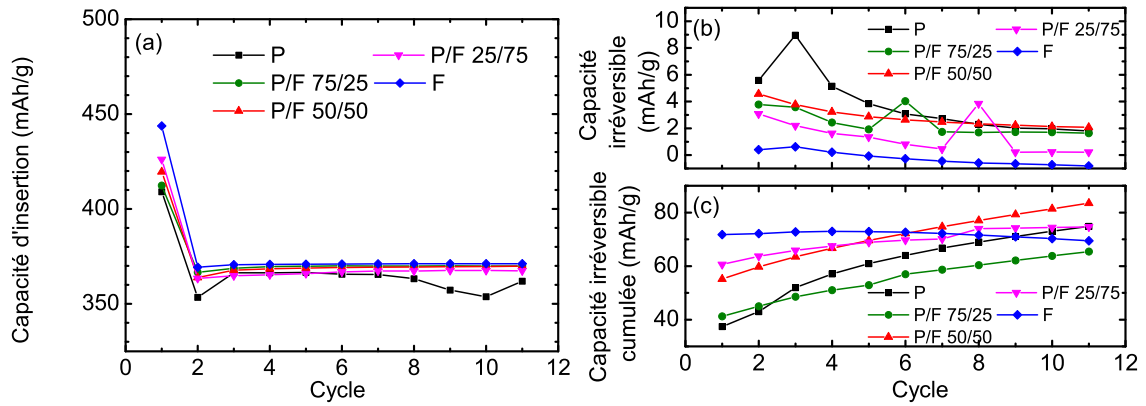 (a)
P
P/F 75/25
P/F 50/50
P/F 25/75
F
Capacité d'insertion (mAh/g)
500
450
400
350
0 2 4 6 8 10 12
Cycle
(b)
P
P/F 75/25
P/F 50/50
P/F 25/75
F
Capacité
irréversible
(mAh/g)
10
8
6
4
2
0
(c)
P
P/F 75/25
P/F 50/50
P/F 25/75
F
Capacité irréversible
cumulée (mAh/g)
80
60
40
0 2 4 6 8 10 12
Cycle